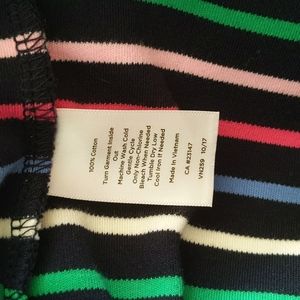 100% Cotton
Turn Garment Inside
Out
Machine Wash Cold
Gentle Cycle
Only Non-Chlorine
Bleach When Needed
Tumble Dry Low
Cool Iron If Needed
Made In Vietnam
CA #23147
VN259 10/17